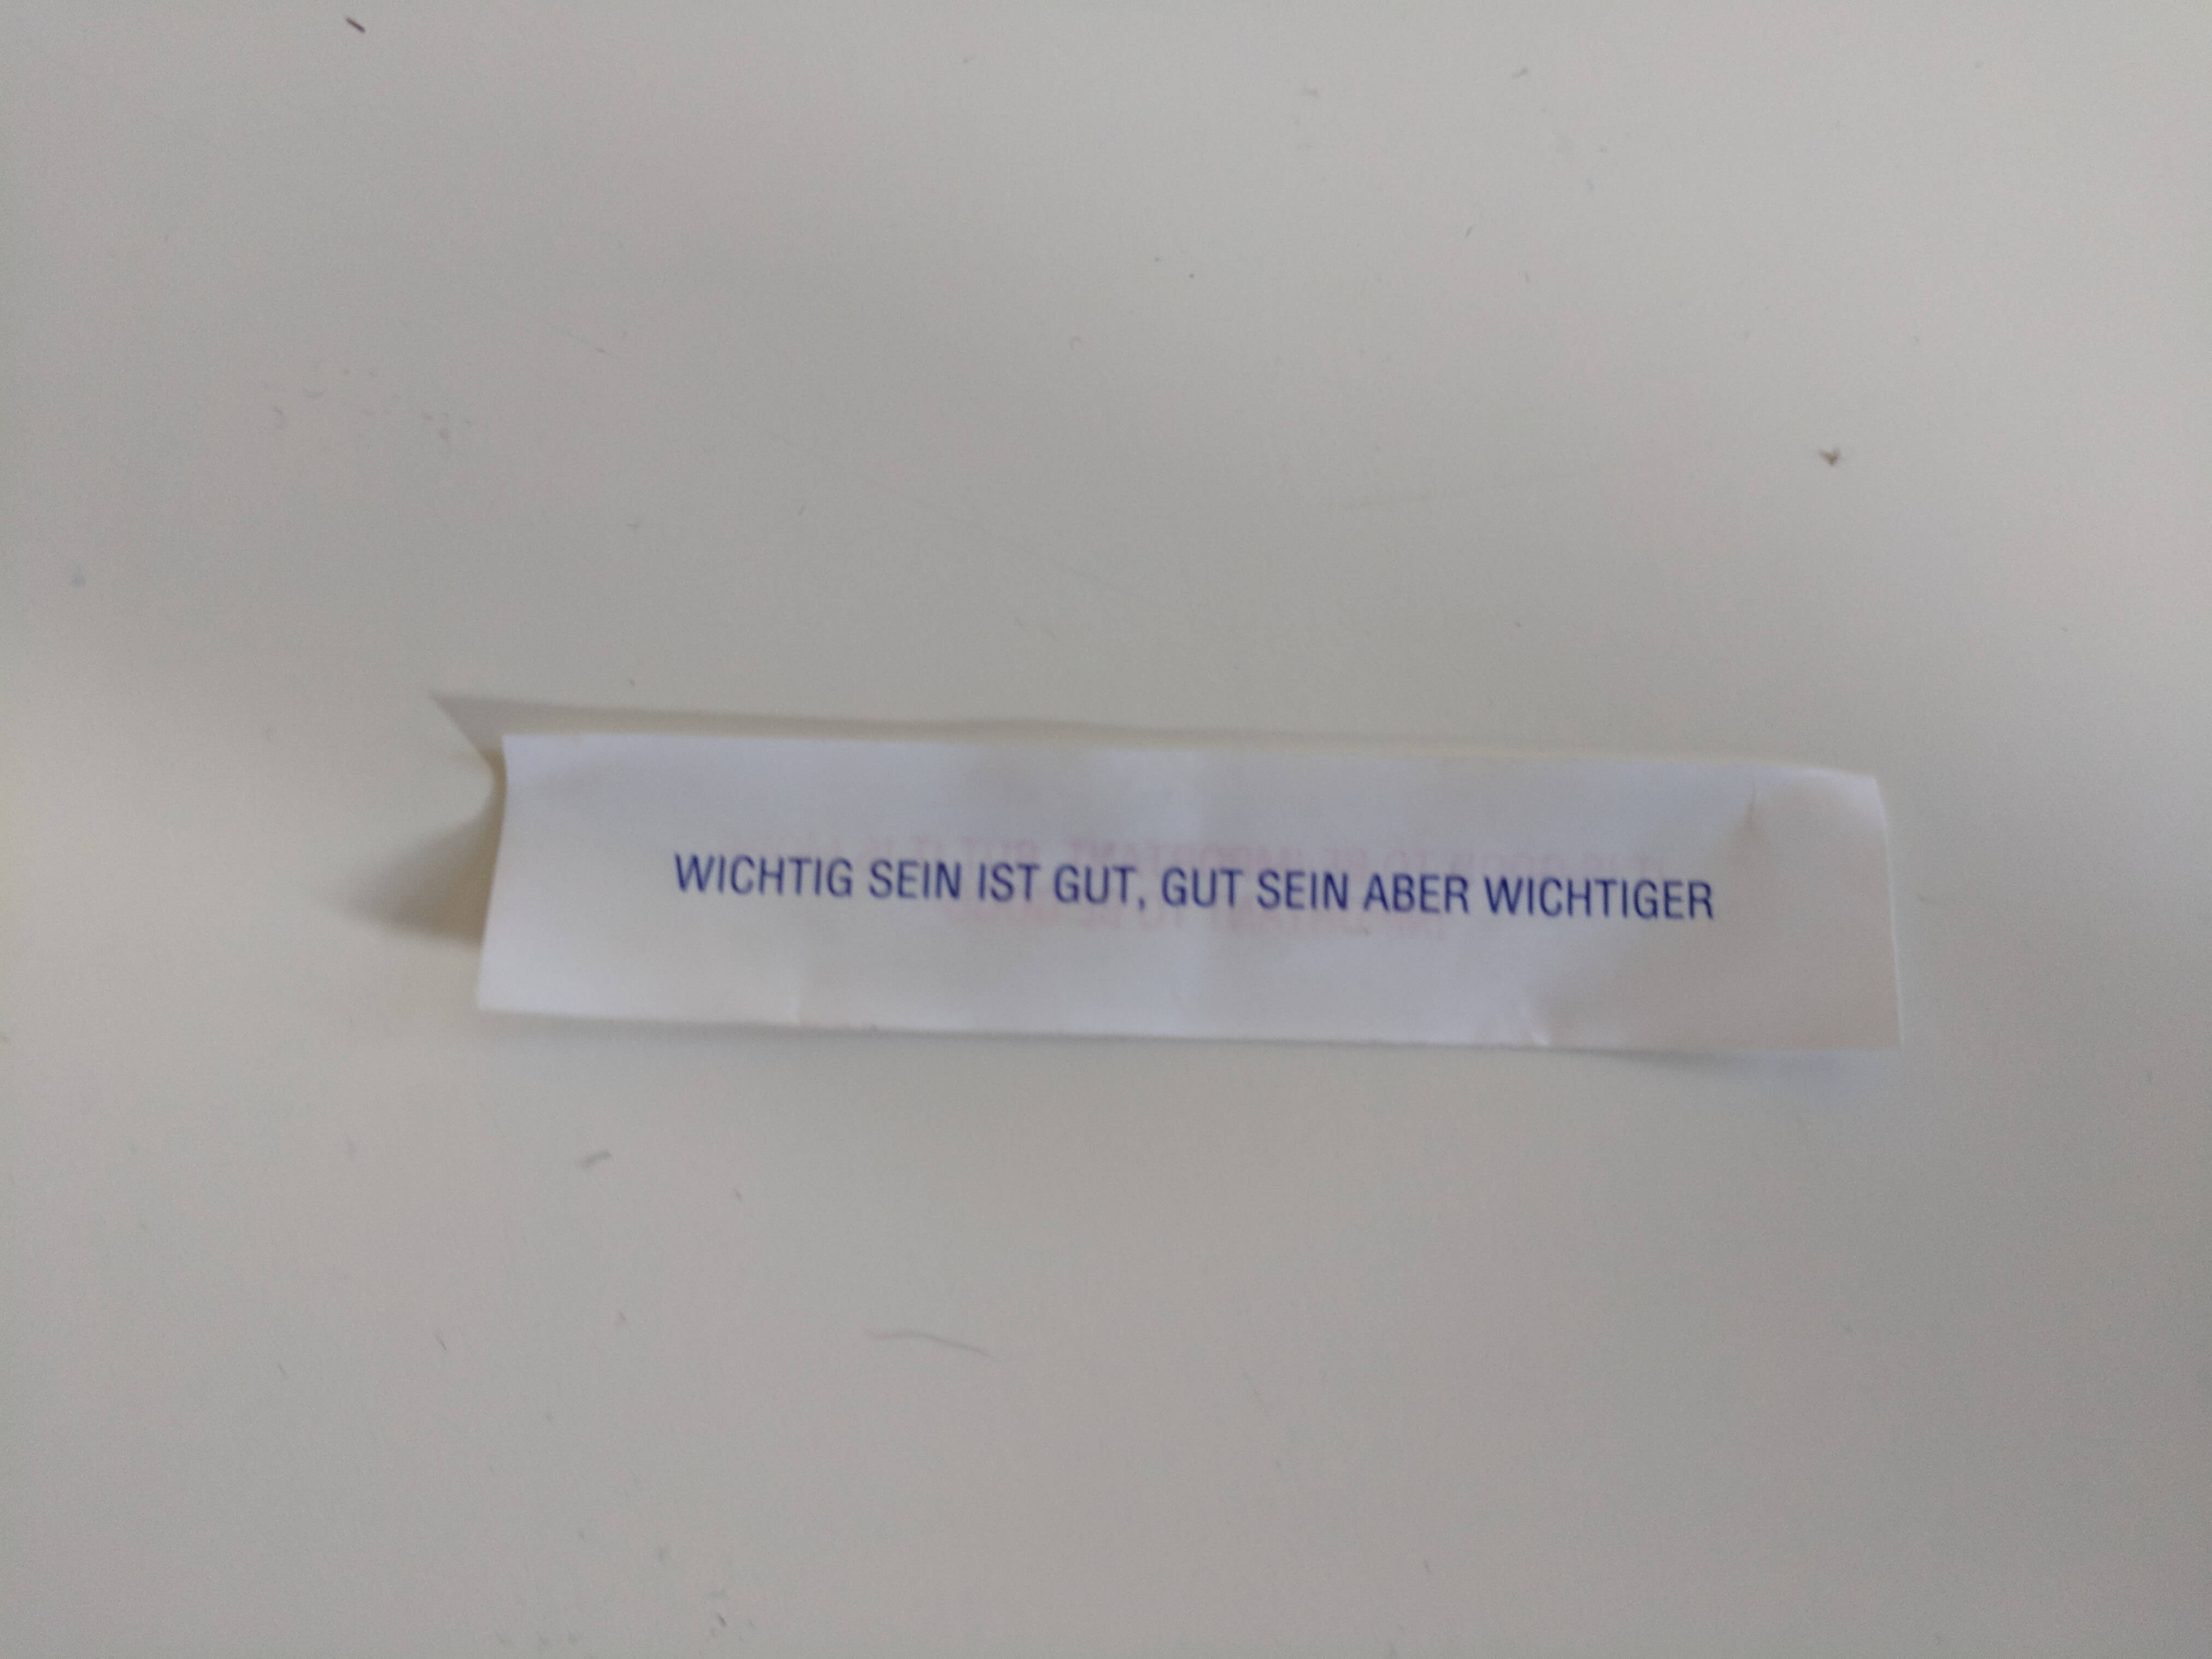 WICHTIG SEIN IST GUT, GUT SEIN ABER WICHTIGER